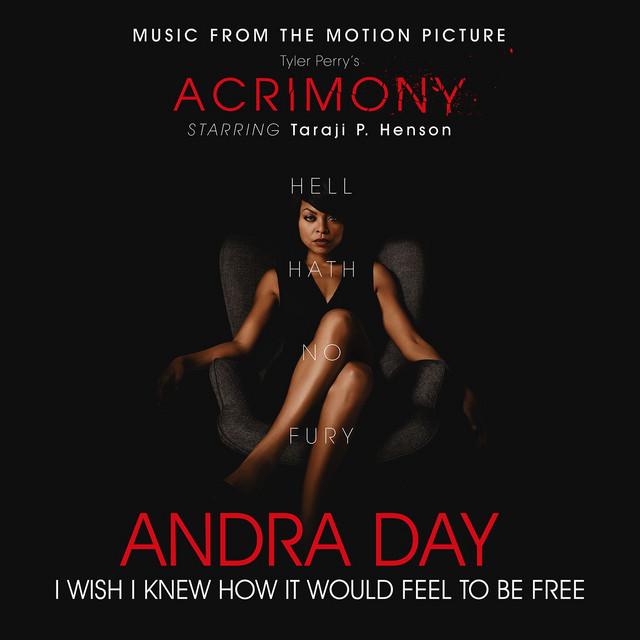 MUSIC FROM THE MOTION PICTURE
Tyler Perry's
ACRIMONY
STARRING Taraji P. Henson
HELL
HATH
NO
FURY
ANDRA DAY
I WISH I KNEW HOW IT WOULD FEEL TO BE FREE